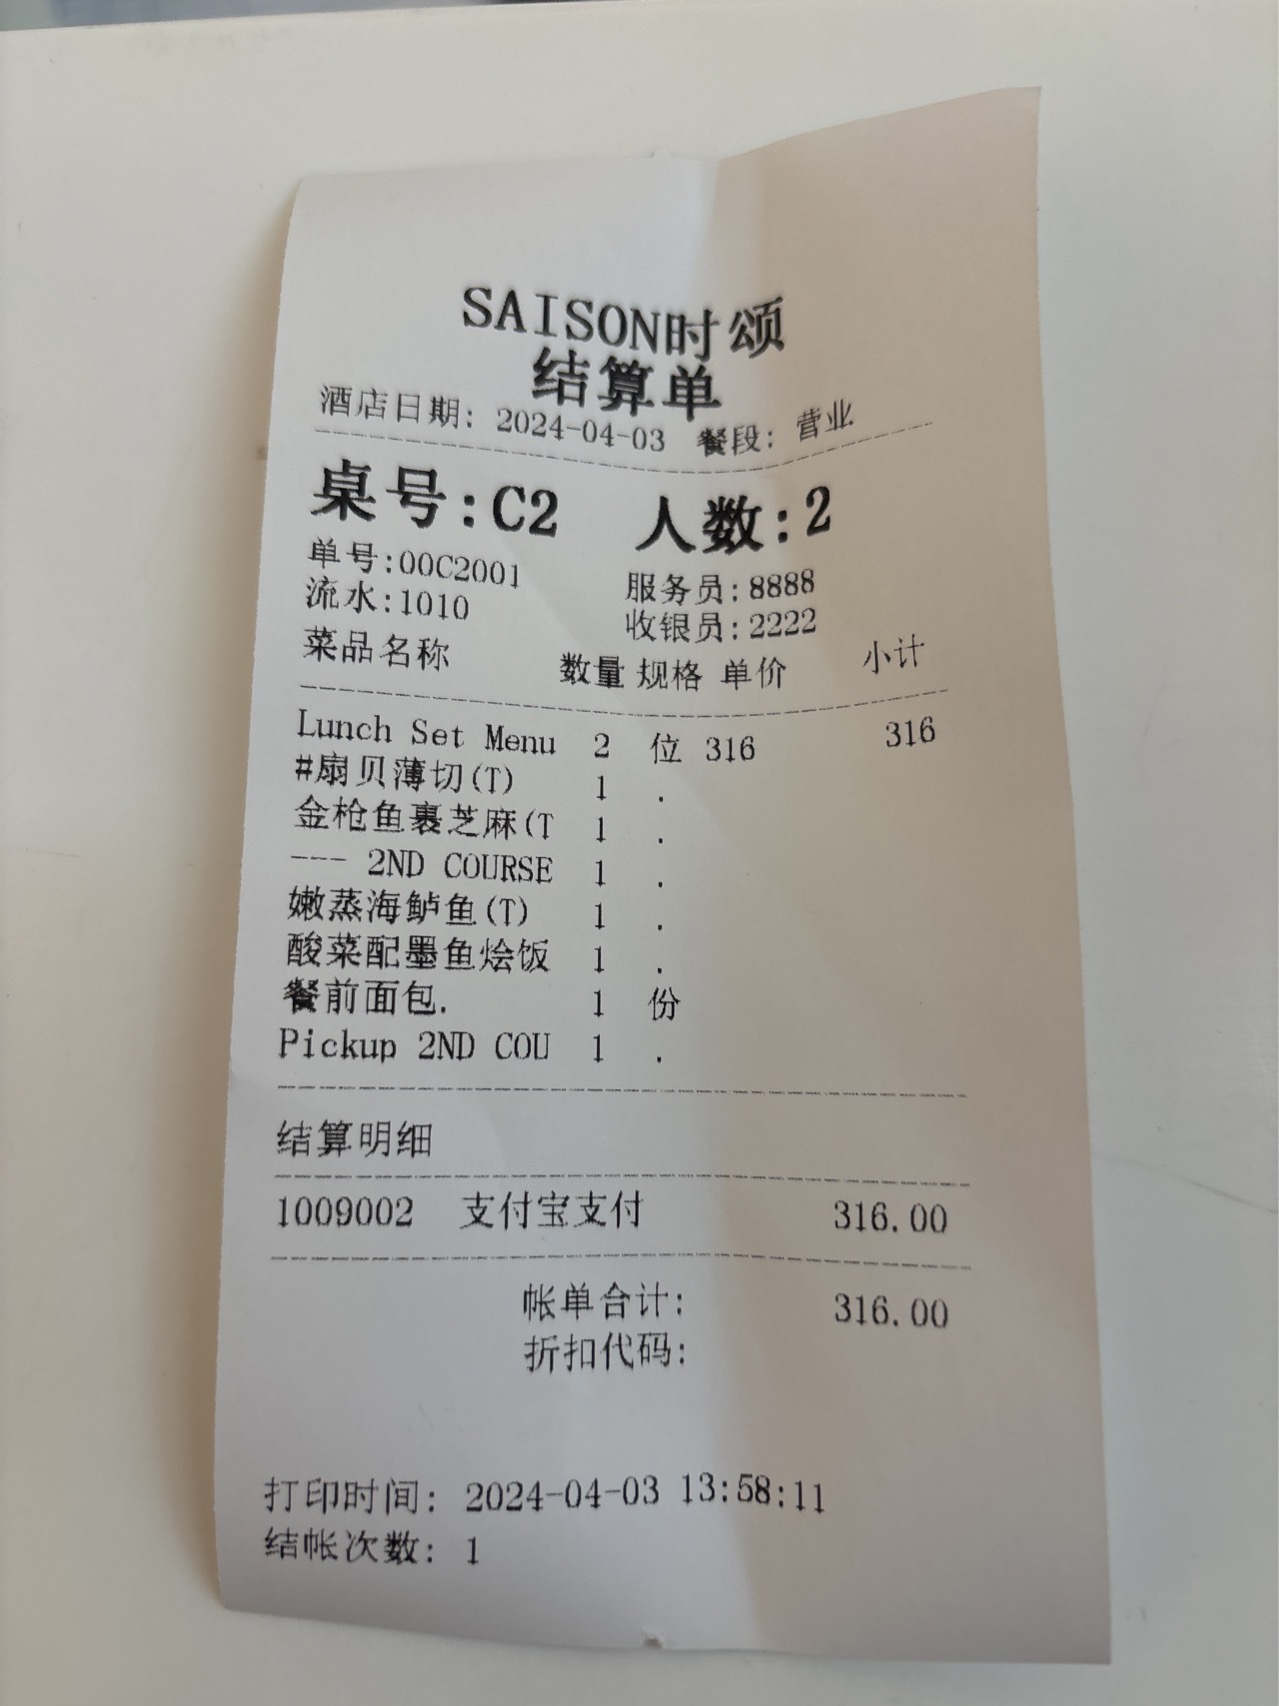 SAISON时颂
结算单
酒店日期: 2024-04-03 餐段: 营业
桌号:C2 人数:2
单号:00C2001 服务员:8888
流水:1010 收银员:2222
菜品名称 数量 规格 单价 小计
Lunch Set Menu 2 位 316 316
#扇贝薄切(T) 1 .
金枪鱼裹芝麻(T 1 .
--- 2ND COURSE 1 .
嫩蒸海鲈鱼(T) 1 .
酸菜配墨鱼烩饭 1 .
餐前面包. 1 份
Pickup 2ND COU 1 .
结算明细
1009002 支付宝支付 316.00
帐单合计: 316.00
折扣代码:
打印时间: 2024-04-03 13:58:11
结帐次数: 1